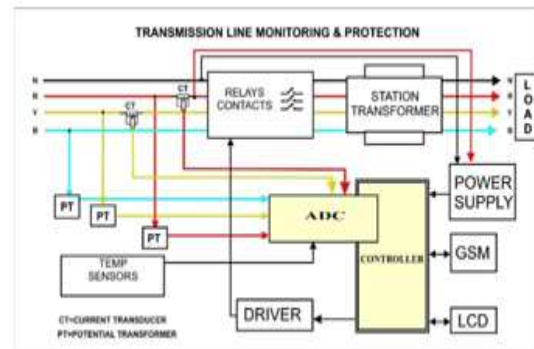 TRANSMISSION LINE MONITORING & PROTECTION
N
R
Y
B
CT
CT
RELAYS
CONTACTS
STATION
TRANSFORMER
N
R
Y
B
L
O
A
D
PT
PT
PT
ADC
CONTROLLER
POWER
SUPPLY
GSM
LCD
TEMP
SENSORS
DRIVER
CT=CURRENT TRANSDUCER
PT=POTENTIAL TRANSFORMER